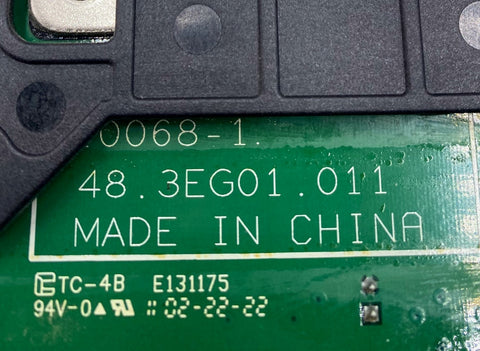 0068-1.
48.3EG01.011
MADE IN CHINA
TC-4B E131175
94V-0 02-22-22